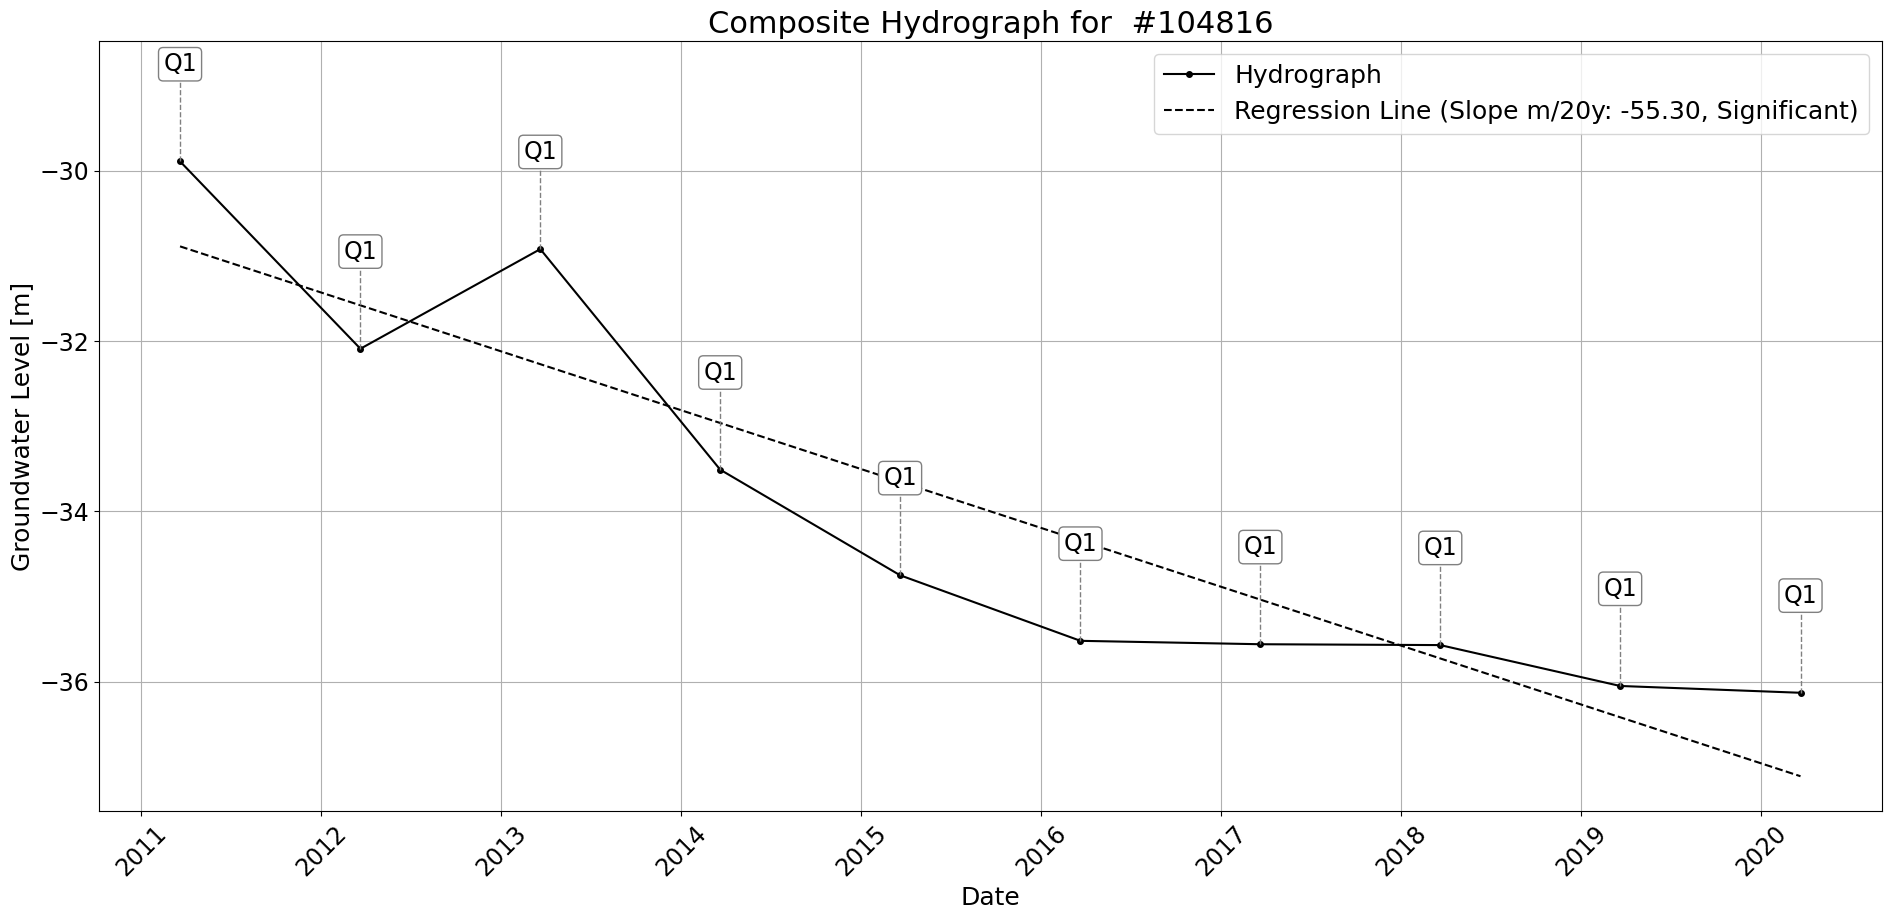 Composite Hydrograph for  #104816
Hydrograph
Regression Line (Slope m/20y: -55.30, Significant)
Groundwater Level [m]
−30
−32
−34
−36
Q1
Q1
Q1
Q1
Q1
Q1
Q1
Q1
Q1
Q1
2011
2012
2013
2014
2015
2016
2017
2018
2019
2020
Date